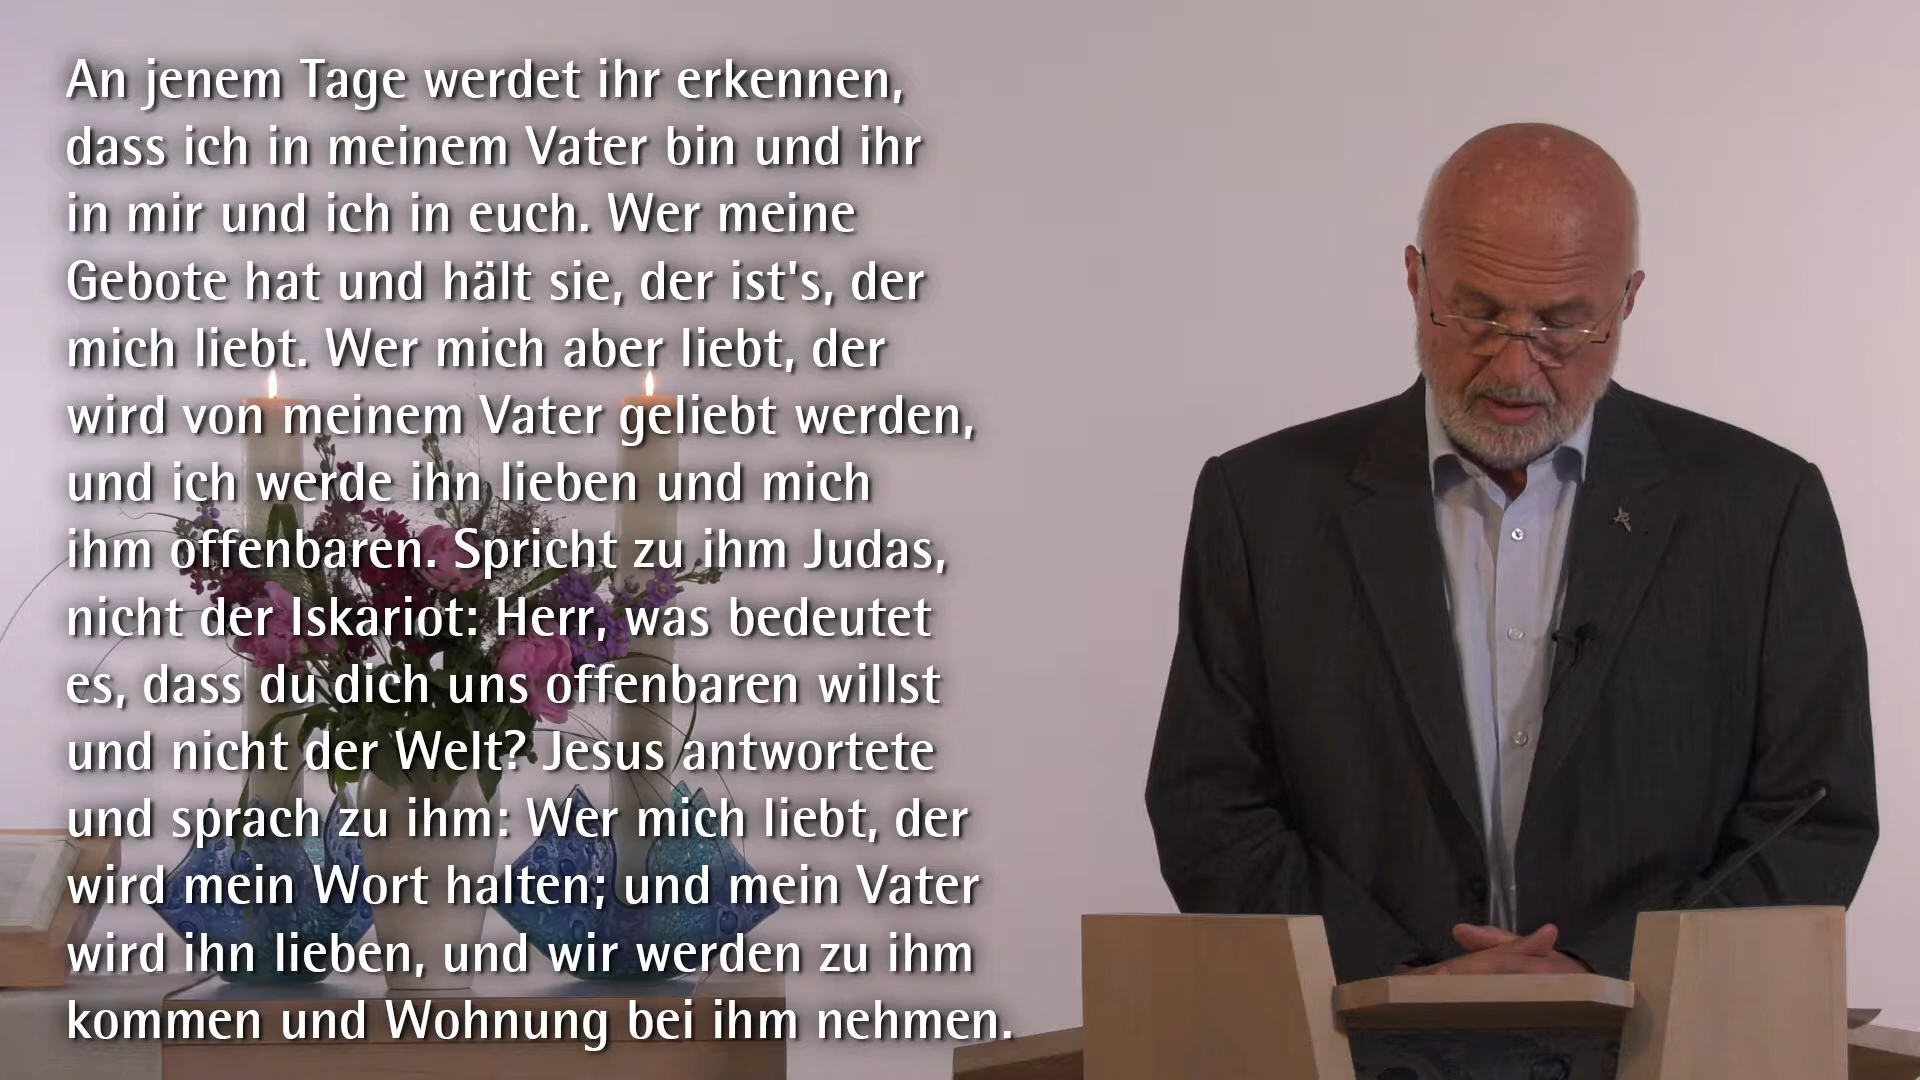 An jenem Tage werdet ihr erkennen,
dass ich in meinem Vater bin und ihr
in mir und ich in euch. Wer meine
Gebote hat und hält sie, der ist's, der
mich liebt. Wer mich aber liebt, der
wird von meinem Vater geliebt werden,
und ich werde ihn lieben und mich
ihm offenbaren. Spricht zu ihm Judas,
nicht der Iskariot: Herr, was bedeutet
es, dass du dich uns offenbaren willst
und nicht der Welt? Jesus antwortete
und sprach zu ihm: Wer mich liebt, der
wird mein Wort halten; und mein Vater
wird ihn lieben, und wir werden zu ihm
kommen und Wohnung bei ihm nehmen.